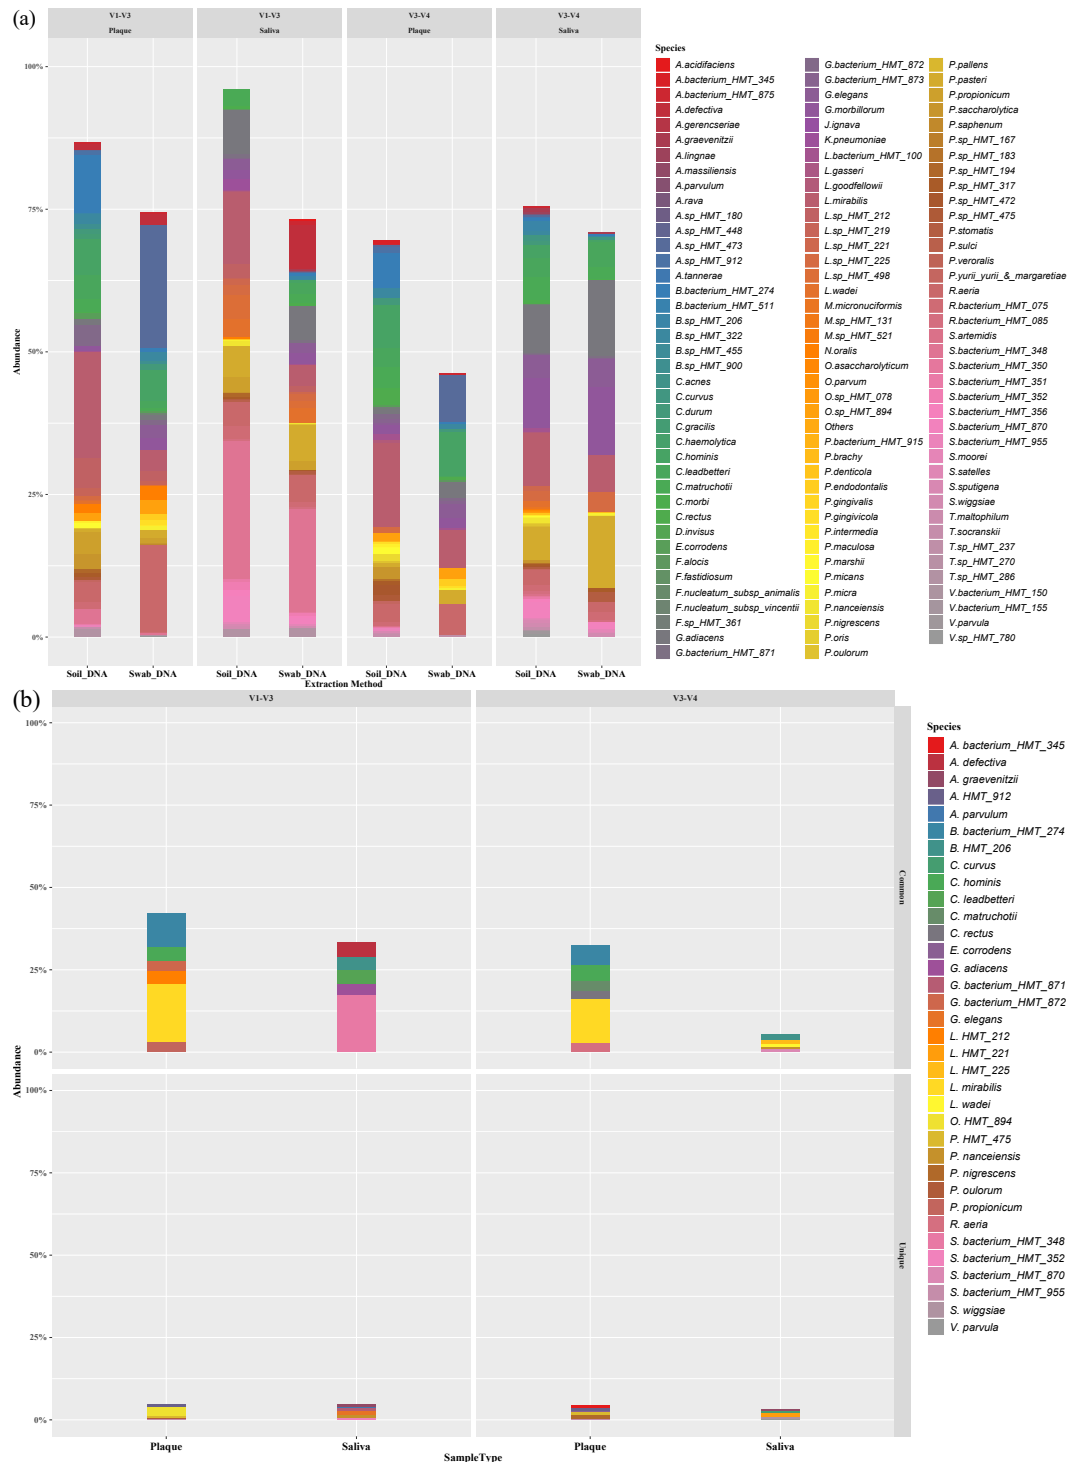 (a)
V1-V3
V1-V3
V3-V4
V3-V4
Plaque
Saliva
Plaque
Saliva
100%
75%
50%
25%
0%
Abundance
Soil_DNA
Swab_DNA
Soil_DNA
Swab_DNA
Soil_DNA
Swab_DNA
Soil_DNA
Swab_DNA
Extraction Method
Species
A.acidifaciens
A.bacterium_HMT_345
A.bacterium_HMT_875
A.defectiva
A.gerencseriae
A.graevenitzii
A.lingnae
A.massiliensis
A.parvulum
A.rava
A.sp_HMT_180
A.sp_HMT_448
A.sp_HMT_473
A.sp_HMT_912
A.tannerae
B.bacterium_HMT_274
B.bacterium_HMT_511
B.sp_HMT_206
B.sp_HMT_322
B.sp_HMT_455
B.sp_HMT_900
C.acnes
C.curvus
C.durum
C.gracilis
C.haemolytica
C.hominis
C.leadbetteri
C.matruchotii
C.morbi
C.rectus
D.invisus
E.corrodens
F.alocis
F.fastidiosum
F.nucleatum_subsp_animalis
F.nucleatum_subsp_vincentii
F.sp_HMT_361
G.adiacens
G.bacterium_HMT_871
G.bacterium_HMT_872
G.bacterium_HMT_873
G.elegans
G.morbillorum
J.ignava
K.pneumoniae
L.bacterium_HMT_100
L.gasseri
L.goodfellowii
L.mirabilis
L.sp_HMT_212
L.sp_HMT_219
L.sp_HMT_221
L.sp_HMT_225
L.sp_HMT_498
L.wadei
M.micronuciformis
M.sp_HMT_131
M.sp_HMT_521
N.oralis
O.asaccharolyticum
O.parvum
O.sp_HMT_078
O.sp_HMT_894
Others
P.bacterium_HMT_915
P.brachy
P.denticola
P.endodontalis
P.gingivalis
P.gingivicola
P.intermedia
P.maculosa
P.marshii
P.micans
P.micra
P.nanceiensis
P.nigrescens
P.oris
P.oulorum
P.pallens
P.pasteri
P.propionicum
P.saccharolytica
P.saphenum
P.sp_HMT_167
P.sp_HMT_183
P.sp_HMT_194
P.sp_HMT_317
P.sp_HMT_472
P.sp_HMT_475
P.stomatis
P.sulci
P.veroralis
P.yurii_yurii_&_margaretiae
R.aeria
R.bacterium_HMT_075
R.bacterium_HMT_085
S.artemidis
S.bacterium_HMT_348
S.bacterium_HMT_350
S.bacterium_HMT_351
S.bacterium_HMT_352
S.bacterium_HMT_356
S.bacterium_HMT_870
S.bacterium_HMT_955
S.moorei
S.satelles
S.sputigena
S.wiggsiae
T.maltophilum
T.socranskii
T.sp_HMT_237
T.sp_HMT_270
T.sp_HMT_286
V.bacterium_HMT_150
V.bacterium_HMT_155
V.parvula
V.sp_HMT_780
(b)
V1-V3
V3-V4
100%
75%
50%
25%
0%
Common
100%
75%
50%
25%
0%
Unique
Abundance
Plaque
Saliva
Plaque
Saliva
SampleType
Species
A. bacterium_HMT_345
A. defectiva
A. graevenitzii
A. HMT_912
A. parvulum
B. bacterium_HMT_274
B. HMT_206
C. curvus
C. hominis
C. leadbetteri
C. matruchotii
C. rectus
E. corrodens
G. adiacens
G. bacterium_HMT_871
G. bacterium_HMT_872
G. elegans
L. HMT_212
L. HMT_221
L. HMT_225
L. mirabilis
L. wadei
O. HMT_894
P. HMT_475
P. nanceiensis
P. nigrescens
P. oulorum
P. propionicum
R. aeria
S. bacterium_HMT_348
S. bacterium_HMT_352
S. bacterium_HMT_870
S. bacterium_HMT_955
S. wiggsiae
V. parvula